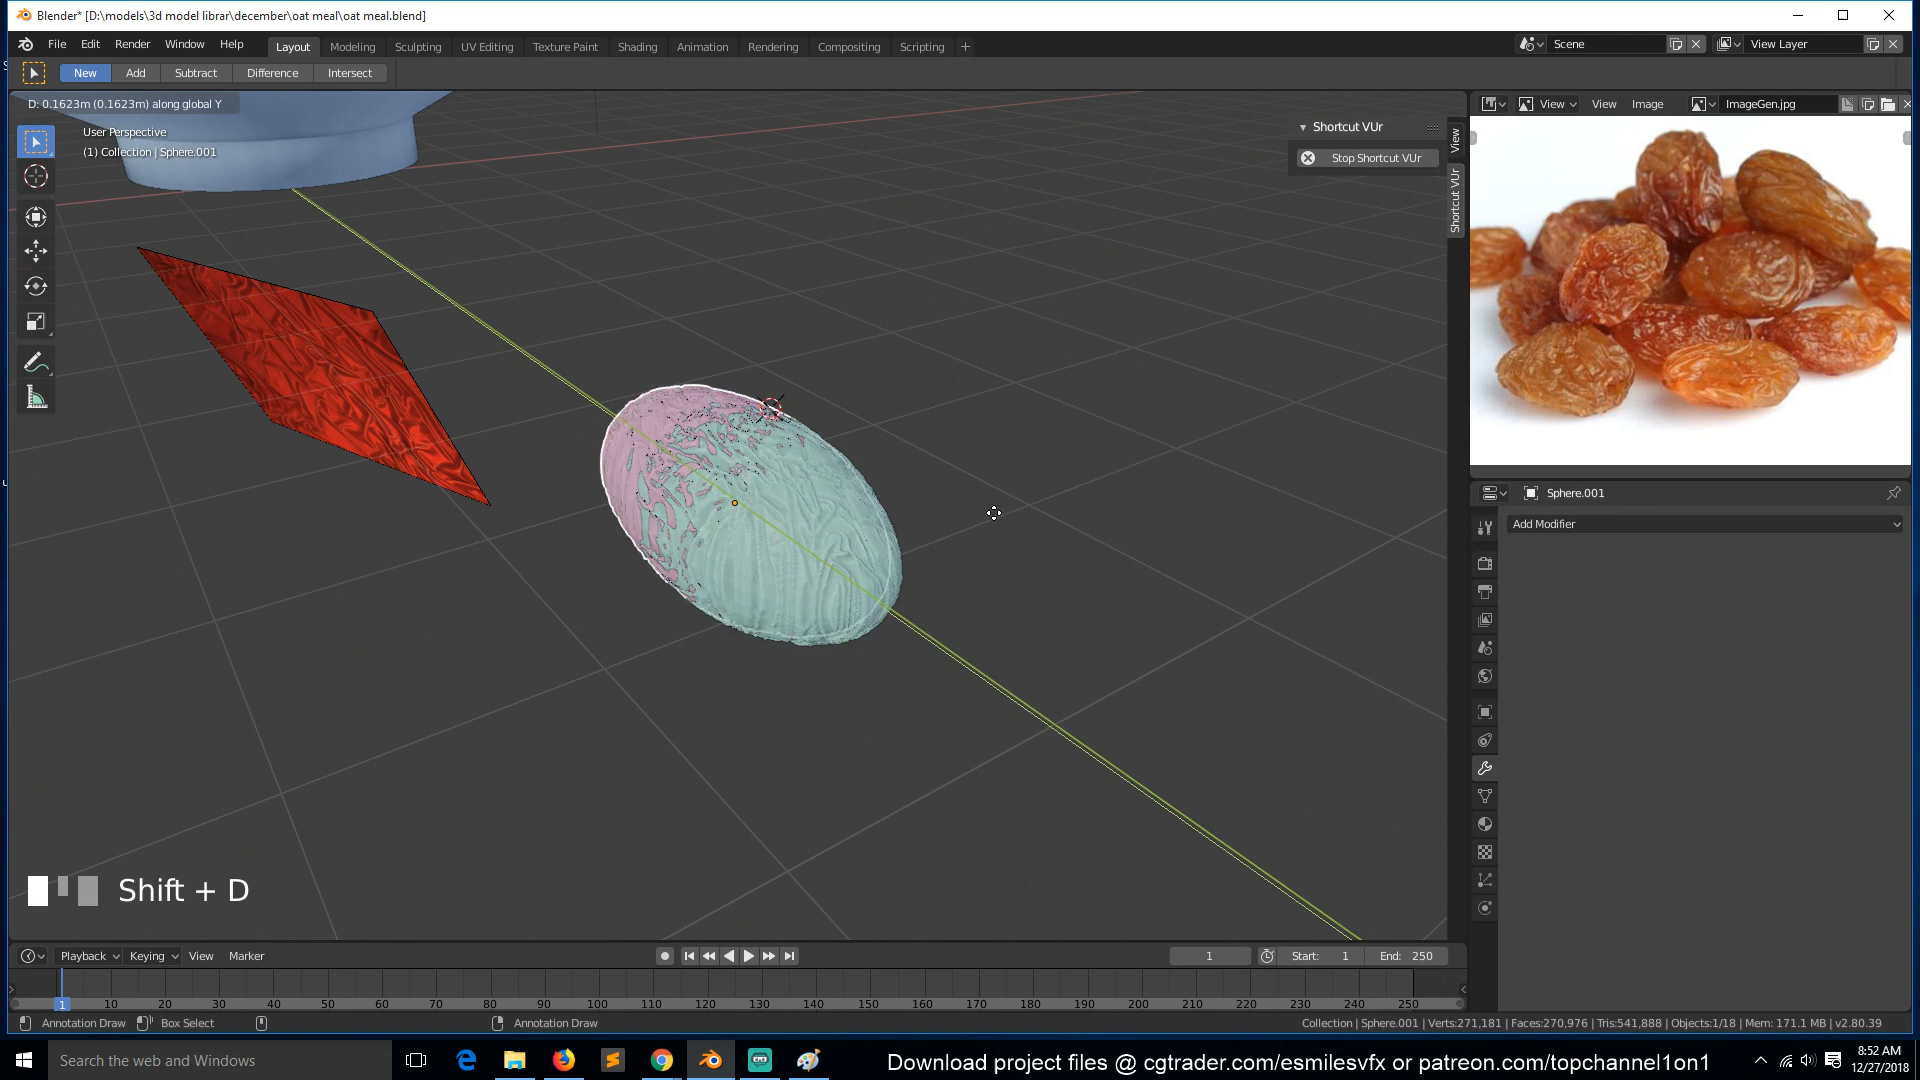 Blender* [D:\models\3d model librar\december\oat meal\oat meal.blend]
File Edit Render Window Help Layout Modeling Sculpting UV Editing Texture Paint Shading Animation Rendering Compositing Scripting + Scene View Layer
New Add Subtract Difference Intersect
D: 0.1623m (0.1623m) along global Y
View View Image ImageGen.jpg
User Perspective
(1) Collection | Sphere.001
Shortcut VUr
Stop Shortcut VUr
View
Shortcut VUr
Sphere.001
Add Modifier
Shift + D
Playback Keying View Marker 1 Start: 1 End: 250
1 10 20 30 40 50 60 70 80 90 100 110 120 130 140 150 160 170 180 190 200 210 220 230 240 250
Annotation Draw Box Select Annotation Draw
Collection | Sphere.001 | Verts:271,181 | Faces:270,976 | Tris:541,888 | Objects:1/18 | Mem: 171.1 MB | v2.80.39
Search the web and Windows
Download project files @ cgtrader.com/esmilesvfx or patreon.com/topchannel1on1
8:52 AM
12/27/2018